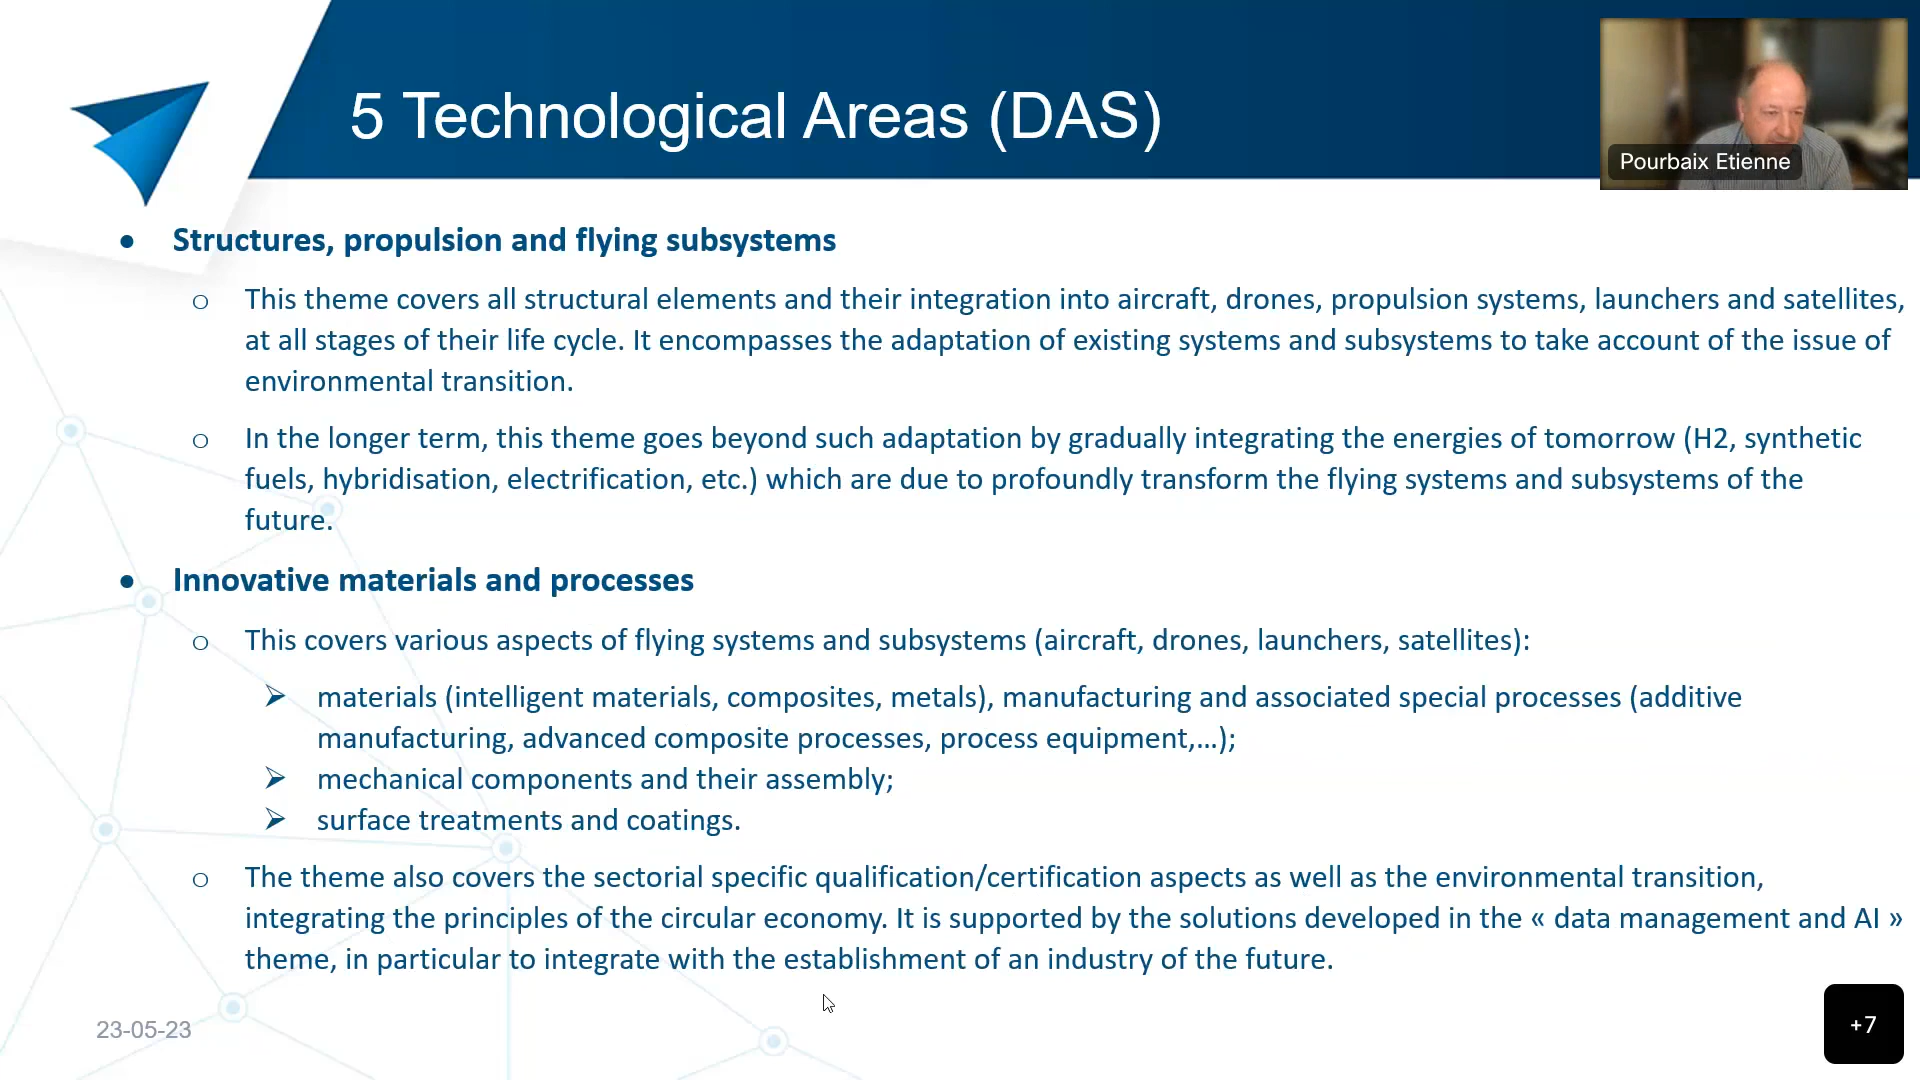 5 Technological Areas (DAS)
Pourbaix Etienne
• Structures, propulsion and flying subsystems
o This theme covers all structural elements and their integration into aircraft, drones, propulsion systems, launchers and satellites,
at all stages of their life cycle. It encompasses the adaptation of existing systems and subsystems to take account of the issue of
environmental transition.
o In the longer term, this theme goes beyond such adaptation by gradually integrating the energies of tomorrow (H2, synthetic
fuels, hybridisation, electrification, etc.) which are due to profoundly transform the flying systems and subsystems of the
future.
• Innovative materials and processes
o This covers various aspects of flying systems and subsystems (aircraft, drones, launchers, satellites):
➢ materials (intelligent materials, composites, metals), manufacturing and associated special processes (additive
manufacturing, advanced composite processes, process equipment,...);
➢ mechanical components and their assembly;
➢ surface treatments and coatings.
o The theme also covers the sectorial specific qualification/certification aspects as well as the environmental transition,
integrating the principles of the circular economy. It is supported by the solutions developed in the « data management and AI »
theme, in particular to integrate with the establishment of an industry of the future.
23-05-23
+7